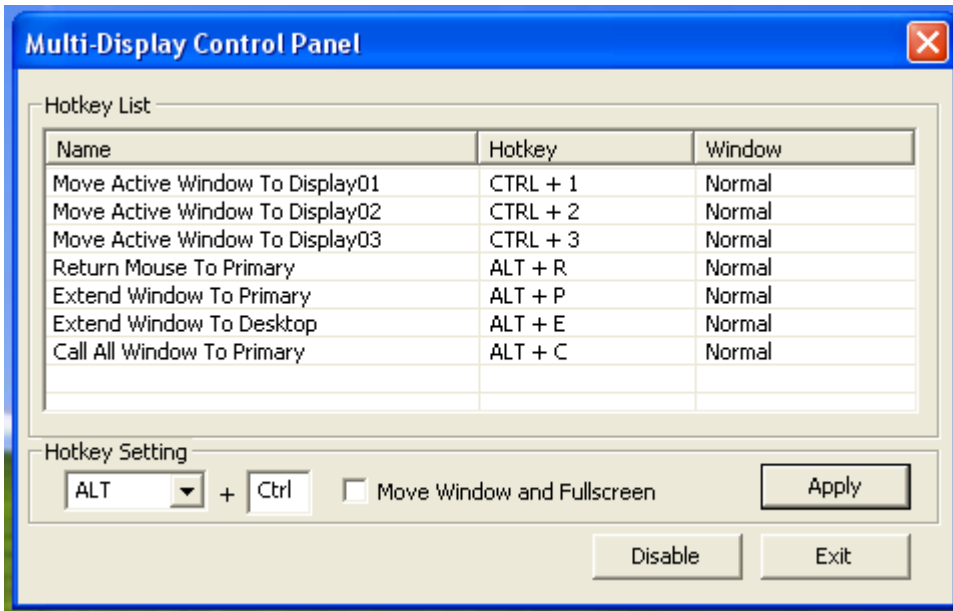 Multi-Display Control Panel
Hotkey List
Name Hotkey Window
Move Active Window To Display01 CTRL + 1 Normal
Move Active Window To Display02 CTRL + 2 Normal
Move Active Window To Display03 CTRL + 3 Normal
Return Mouse To Primary ALT + R Normal
Extend Window To Primary ALT + P Normal
Extend Window To Desktop ALT + E Normal
Call All Window To Primary ALT + C Normal
Hotkey Setting
ALT + Ctrl Move Window and Fullscreen Apply
Disable Exit